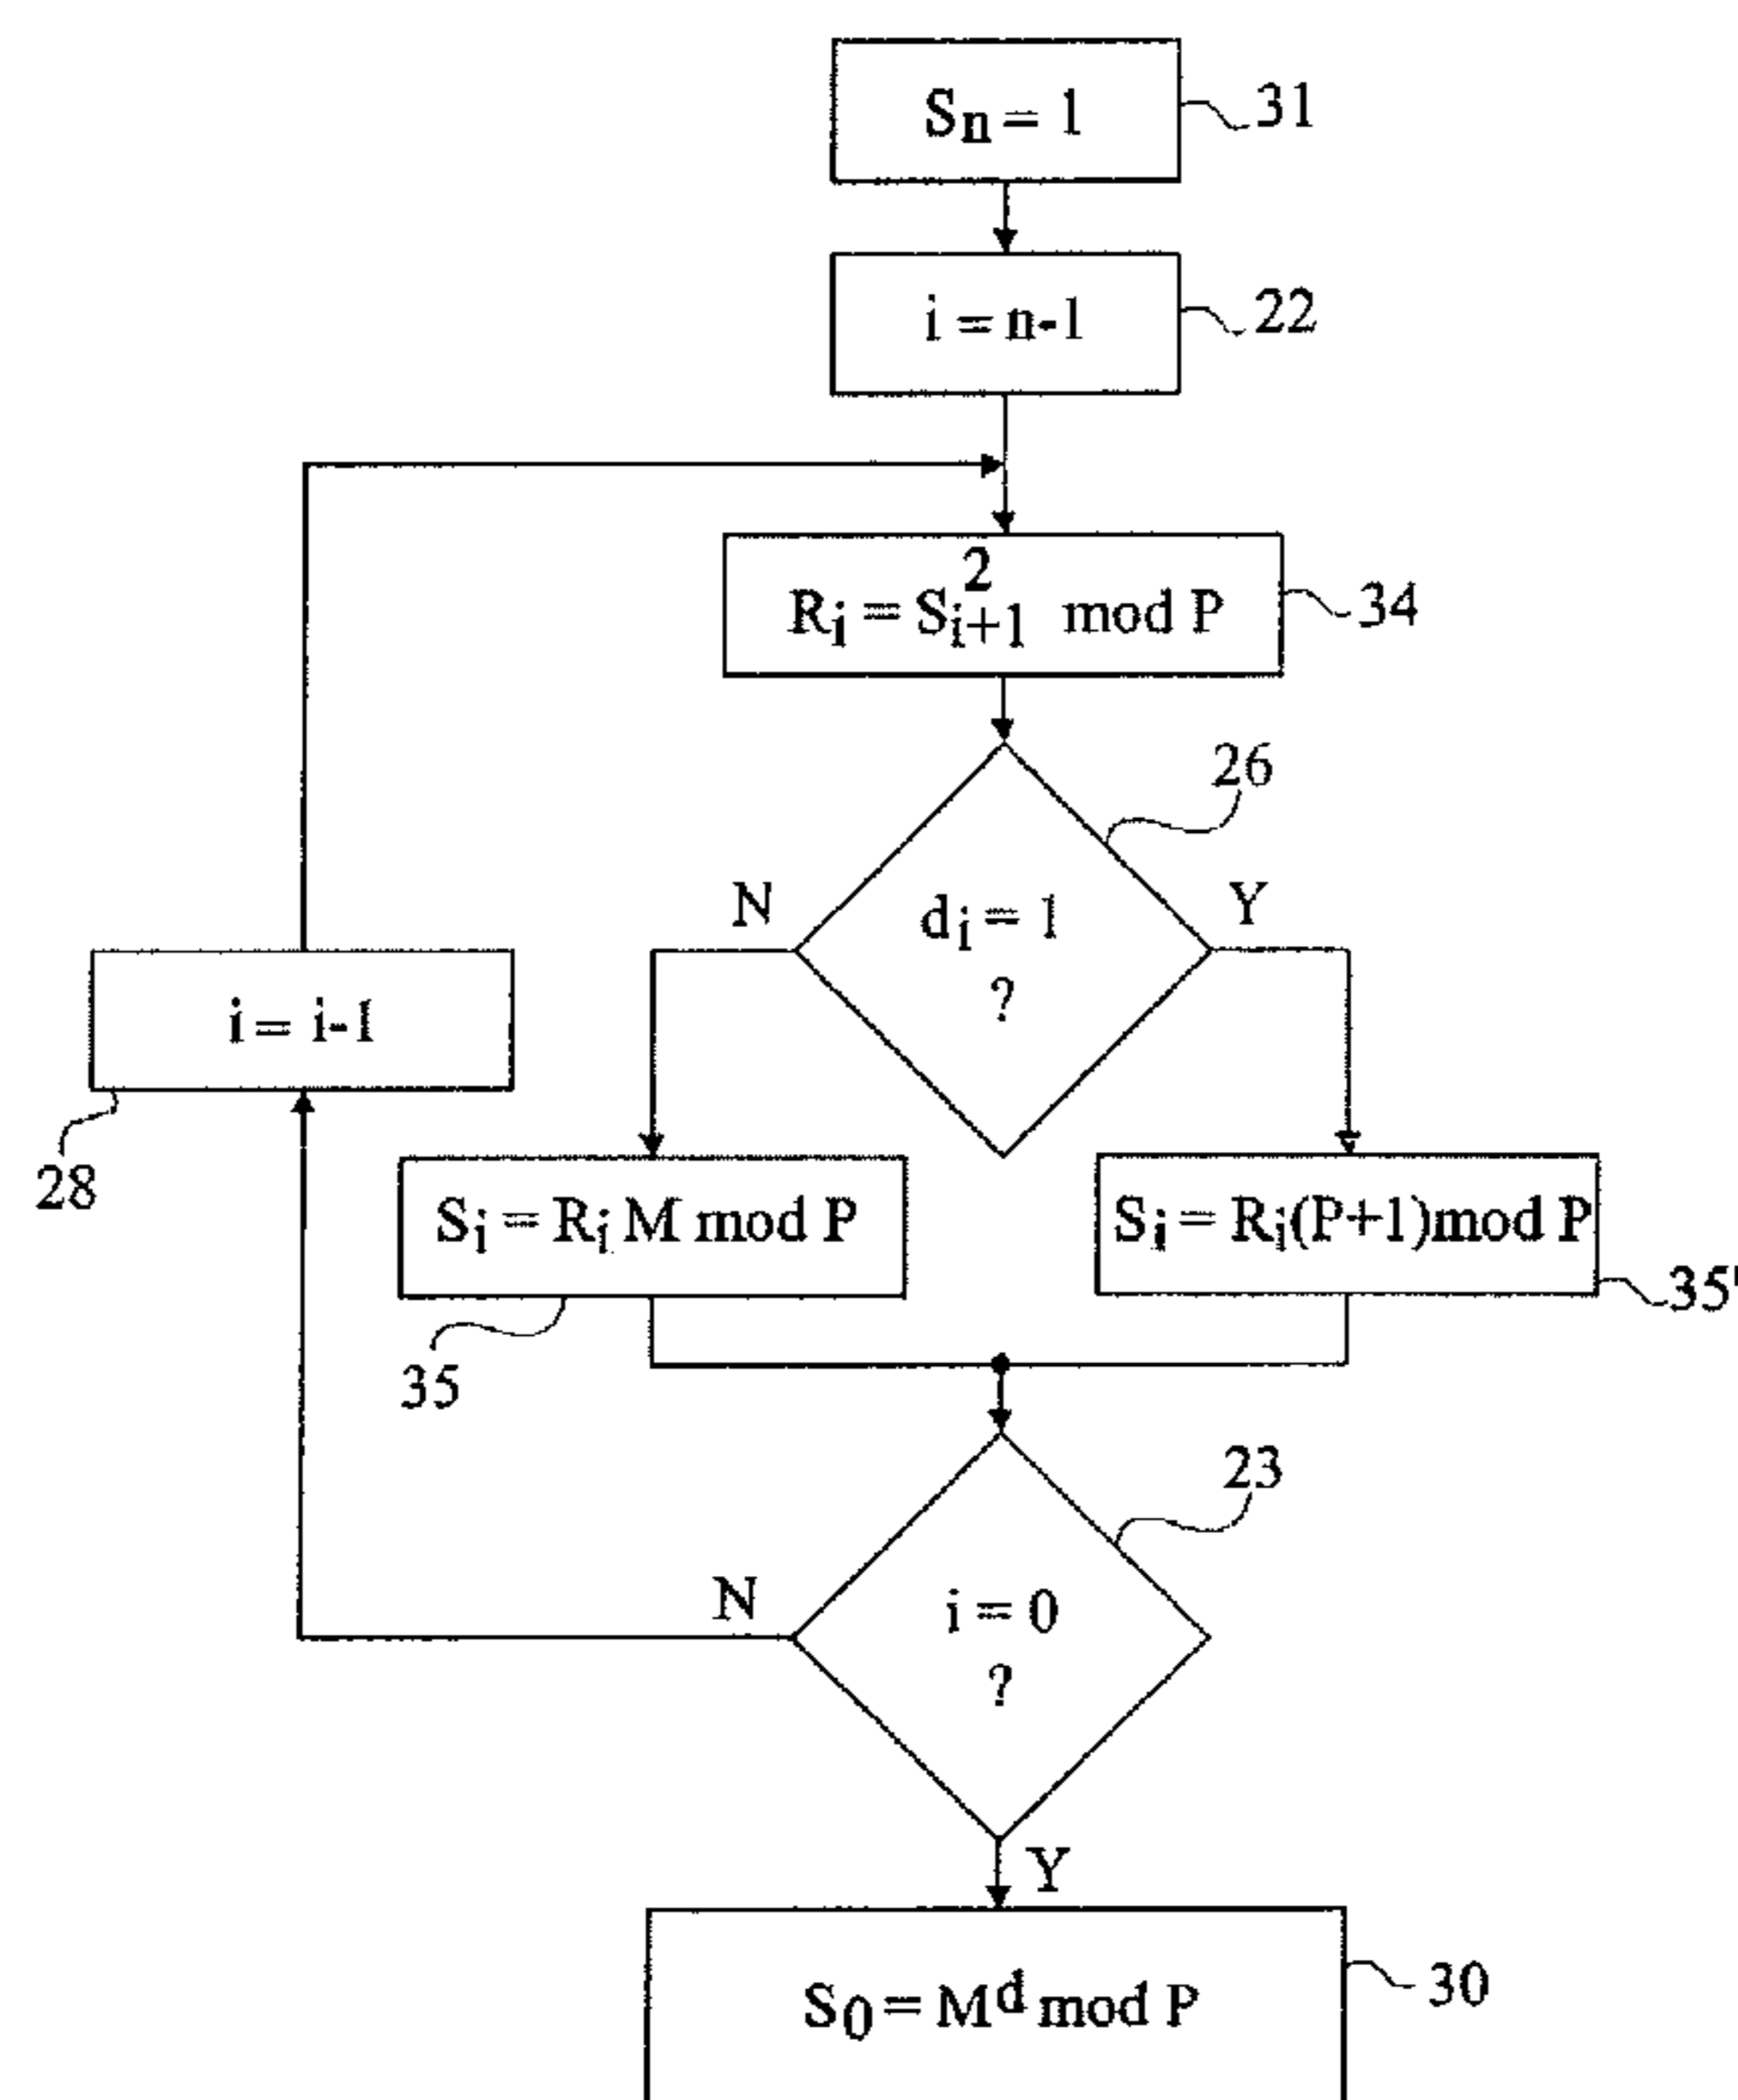 Sn = 1
31
i = n-1
22
Ri = S²i+1 mod P
34
26
N
di = 1
?
Y
i = i-1
28
Si = Ri M mod P
Si = Ri(P+1)mod P
35
35'
23
N
i = 0
?
Y
S0 = Mᵈ mod P
30